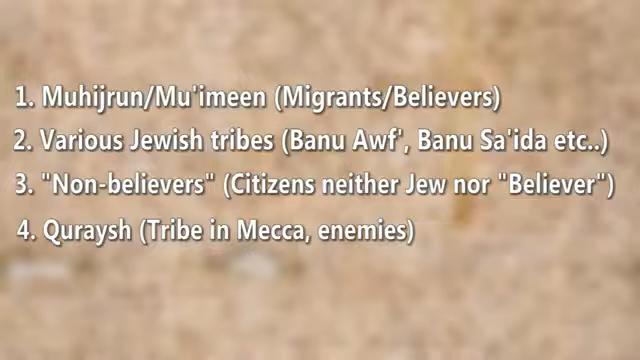 1. Muhijrun/Mu'imeen (Migrants/Believers)
2. Various Jewish tribes (Banu Awf', Banu Sa'ida etc..)
3. "Non-believers" (Citizens neither Jew nor "Believer")
4. Quraysh (Tribe in Mecca, enemies)